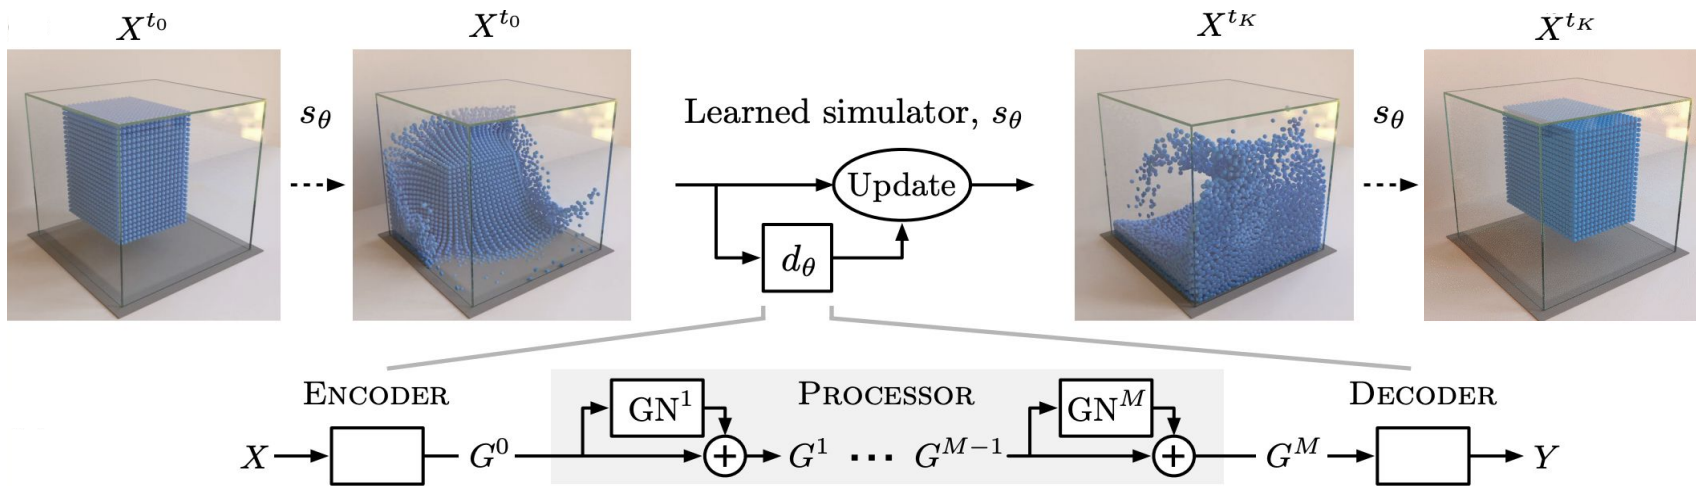 X^{t_0}
X^{t_0}
X^{t_K}
X^{t_K}
s_θ
Learned simulator, s_θ
s_θ
Update
d_θ
ENCODER
PROCESSOR
DECODER
GN^1
GN^M
X
G^0
+
G^1
···
G^{M-1}
+
G^M
Y